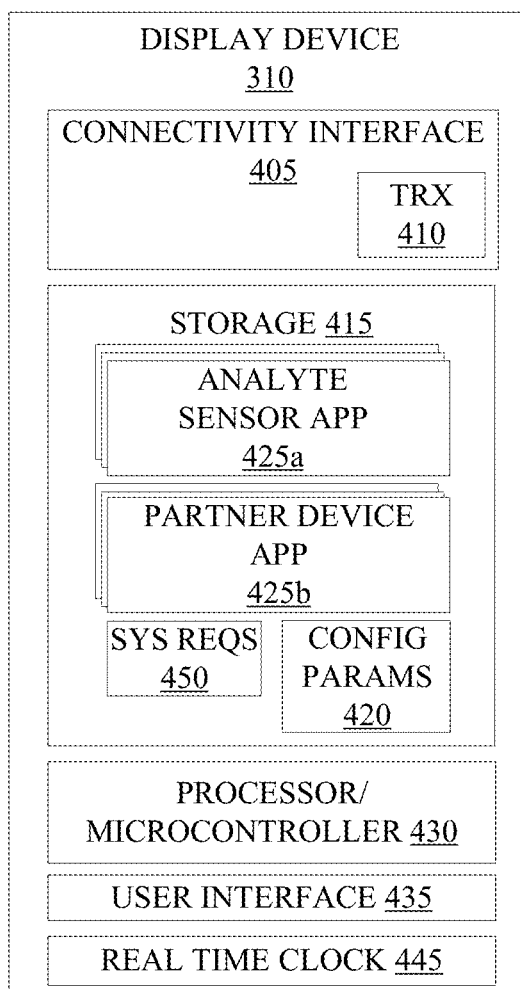 DISPLAY DEVICE
310
CONNECTIVITY INTERFACE
405
TRX
410
STORAGE 415
ANALYTE
SENSOR APP
425a
PARTNER DEVICE
APP
425b
SYS REQS
450
CONFIG
PARAMS
420
PROCESSOR/
MICROCONTROLLER 430
USER INTERFACE 435
REAL TIME CLOCK 445